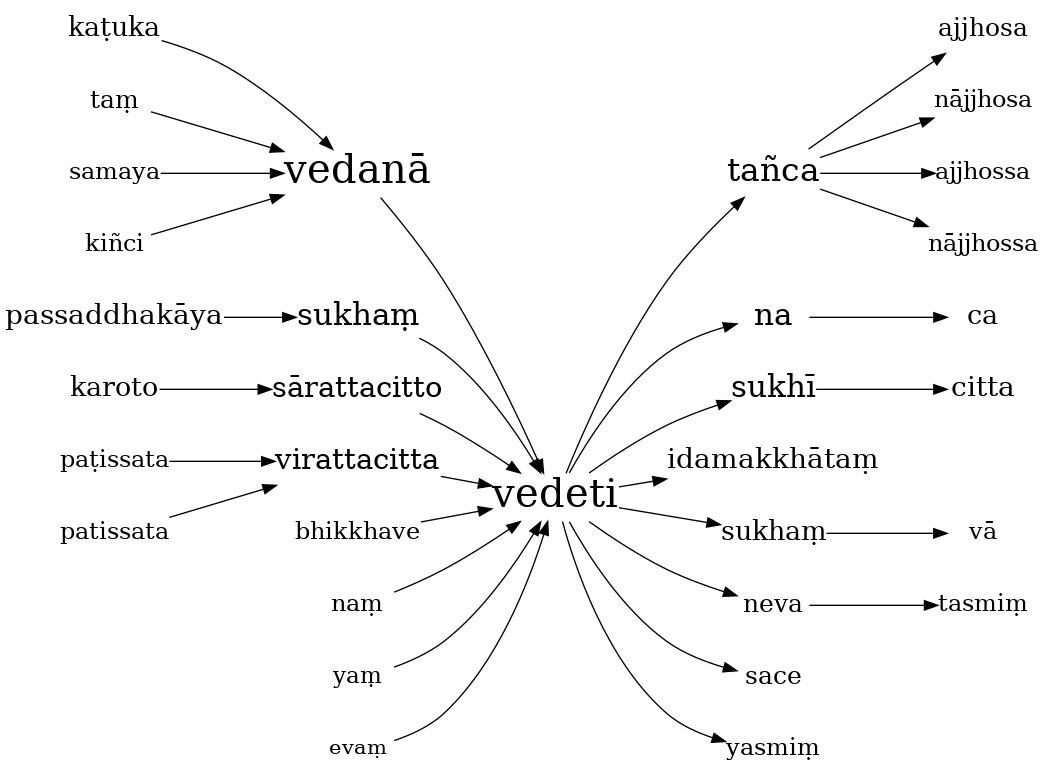 kaṭuka
taṃ
samaya
kiñci
vedanā
passaddhakāya
sukhaṃ
karoto
sārattacitto
paṭissata
patissata
virattacitta
bhikkhave
naṃ
yaṃ
evaṃ
vedeti
tañca
ajjhosa
nājjhosa
ajjhossa
nājjhossa
na
ca
sukhī
citta
idamakkhātaṃ
sukhaṃ
vā
neva
tasmiṃ
sace
yasmiṃ